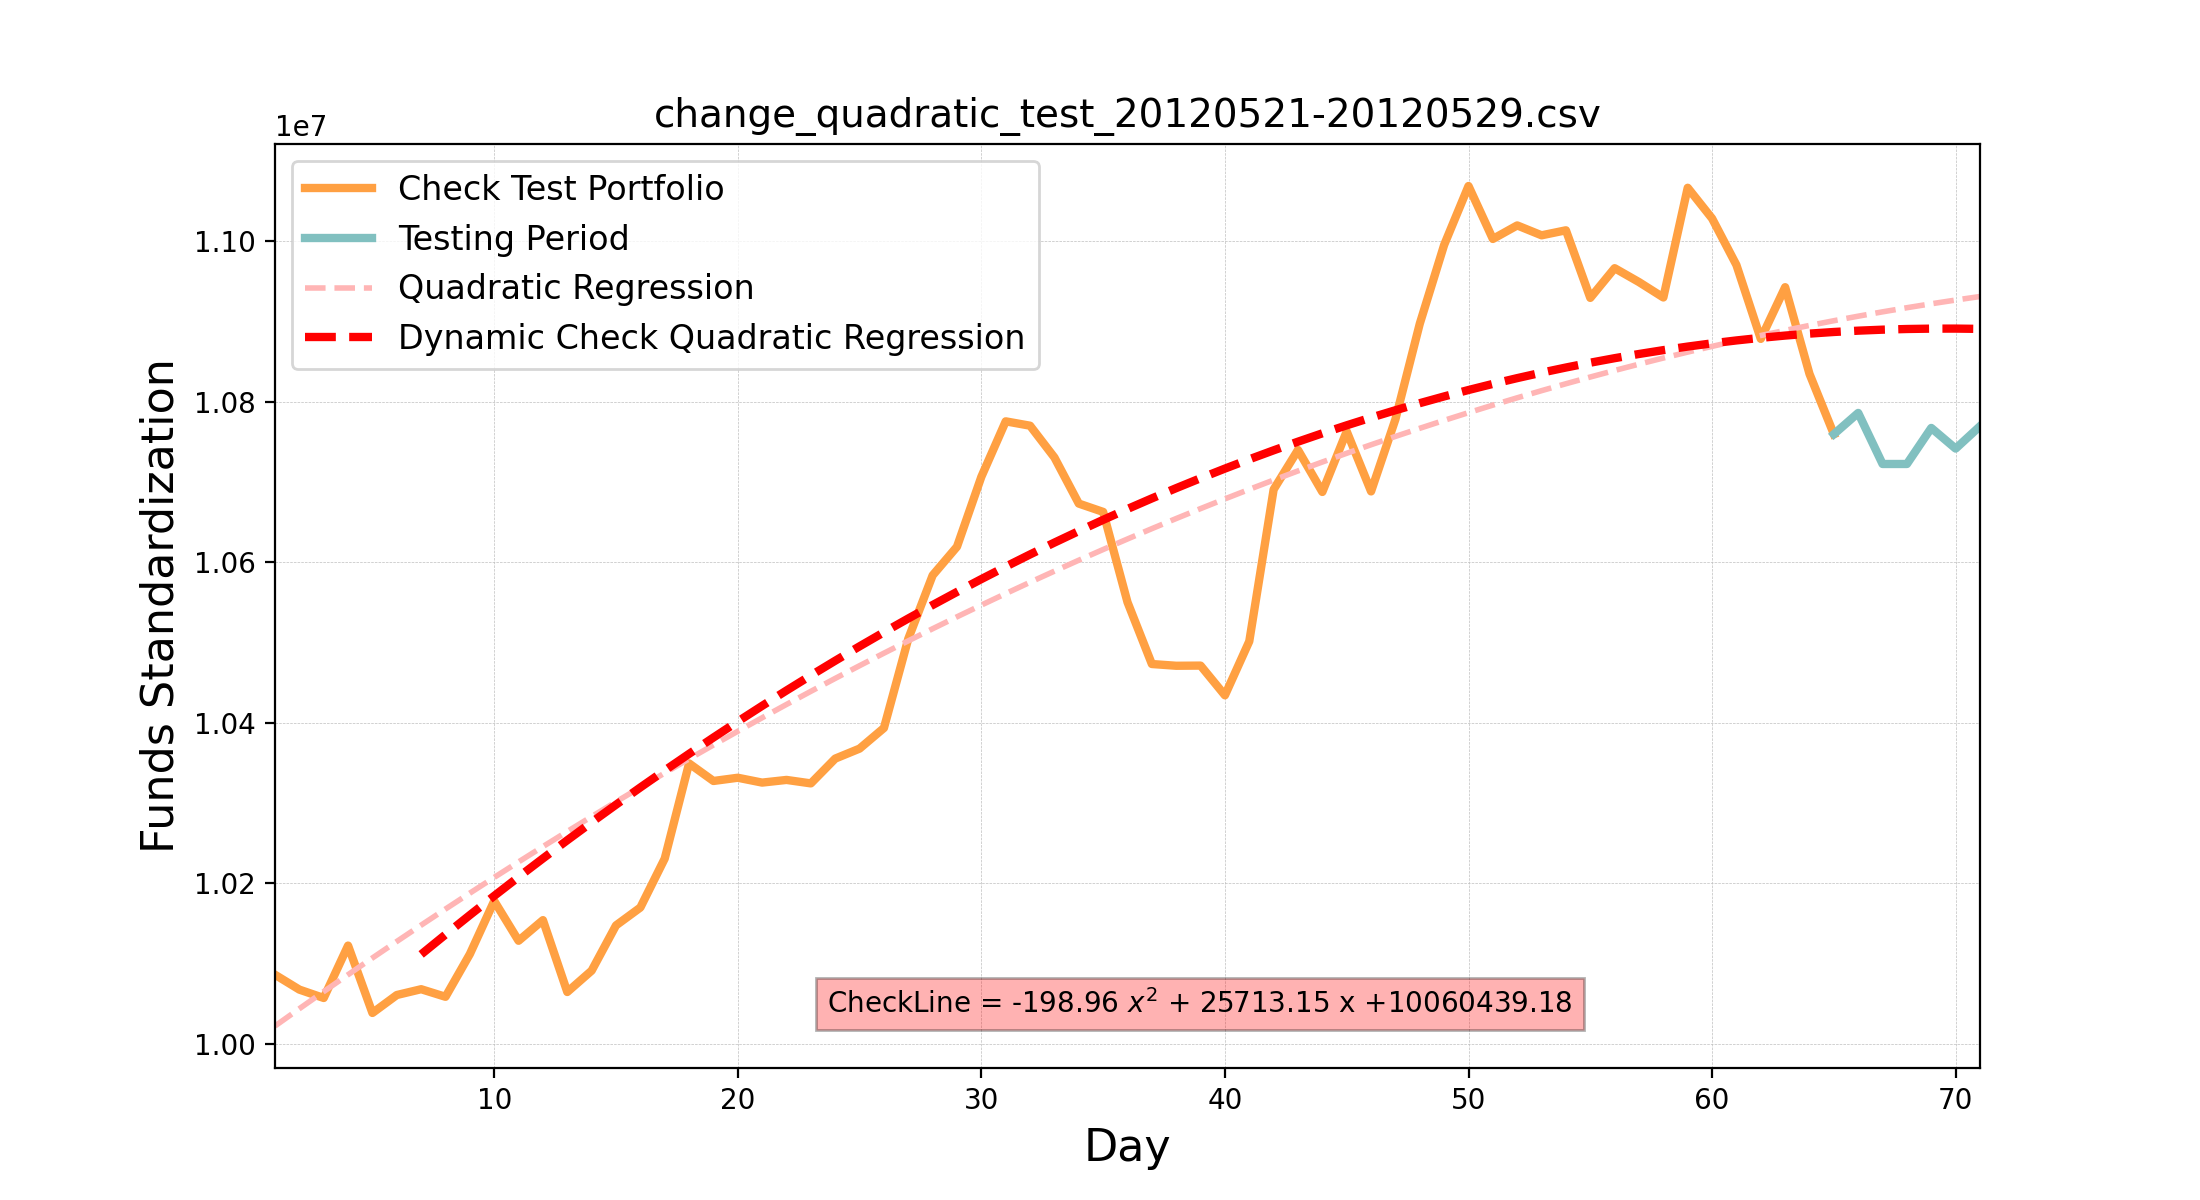 change_quadratic_test_20120521-20120529.csv
1e7
Check Test Portfolio
Testing Period
Quadratic Regression
Dynamic Check Quadratic Regression
1.10
1.08
1.06
1.04
1.02
1.00
Funds Standardization
CheckLine = -198.96 x² + 25713.15 x +10060439.18
10 20 30 40 50 60 70
Day